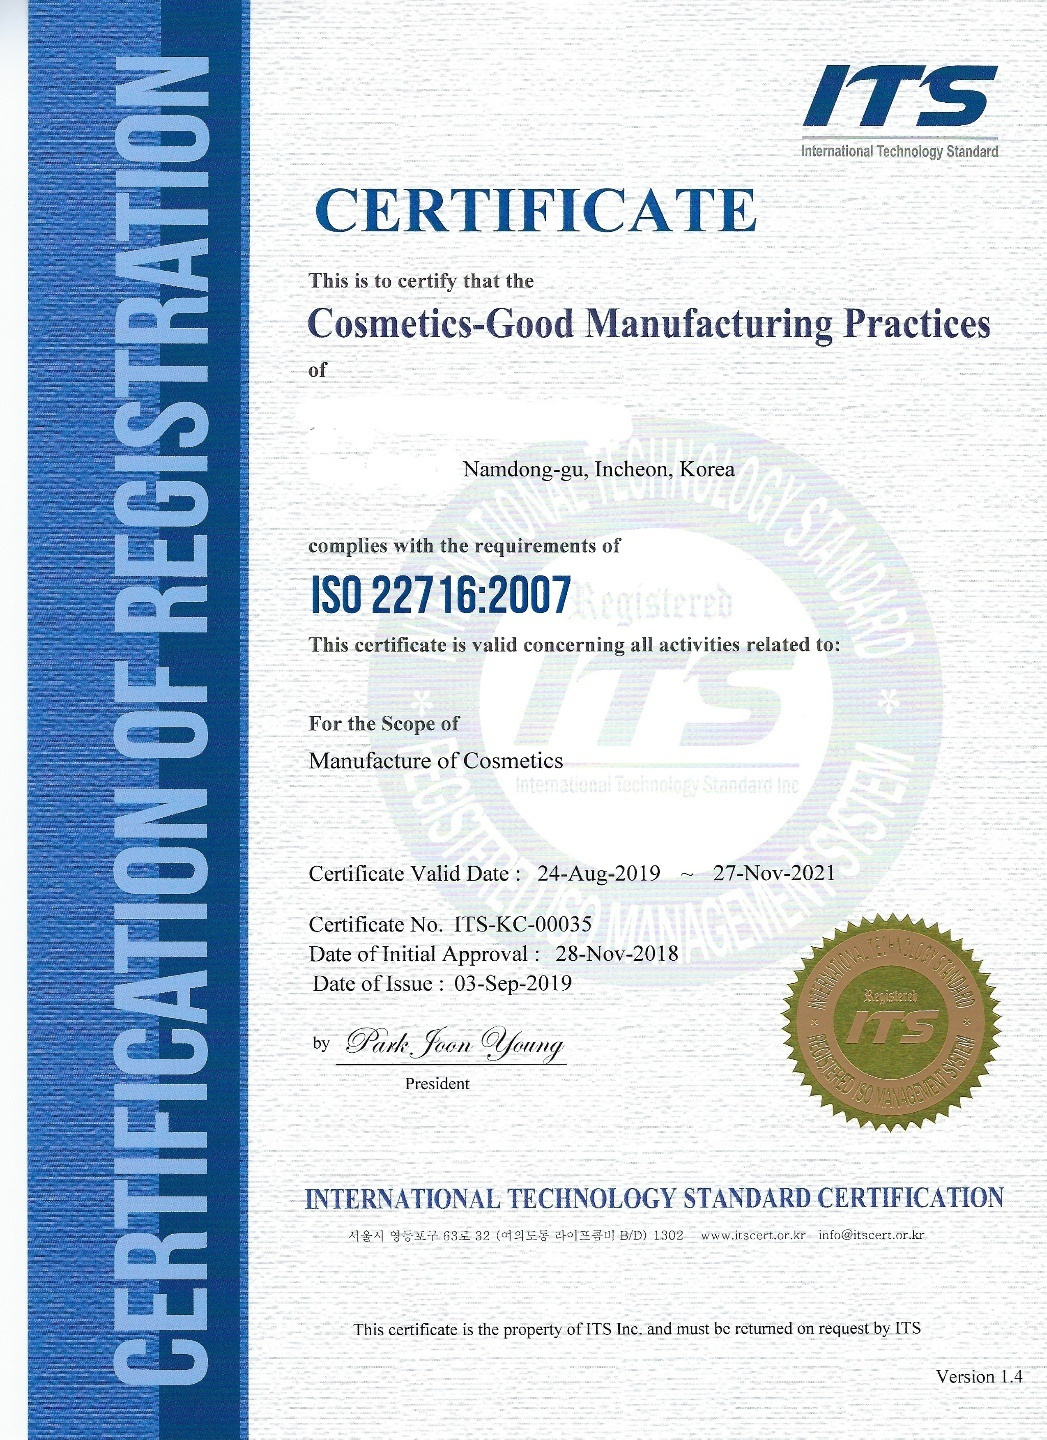 CERTIFICATION OF REGISTRATION
ITS
International Technology Standard
CERTIFICATE
This is to certify that the
Cosmetics-Good Manufacturing Practices
of
Namdong-gu, Incheon, Korea
complies with the requirements of
ISO 22716:2007
This certificate is valid concerning all activities related to:
For the Scope of
Manufacture of Cosmetics
Certificate Valid Date : 24-Aug-2019 ~ 27-Nov-2021
Certificate No. ITS-KC-00035
Date of Initial Approval : 28-Nov-2018
Date of Issue : 03-Sep-2019
by Park Joon Young
President
INTERNATIONAL TECHNOLOGY STANDARD
Registered
ITS
International Technology Standard Inc
REGISTERED ISO MANAGEMENT SYSTEM
INTERNATIONAL TECHNOLOGY STANDARD
Registered
ITS
REGISTERED ISO MANAGEMENT SYSTEM
INTERNATIONAL TECHNOLOGY STANDARD CERTIFICATION
서울시 영등포구 63로 32 (여의도동 라이프콤비 B/D) 1302 www.itscert.or.kr info@itscert.or.kr
This certificate is the property of ITS Inc. and must be returned on request by ITS
Version 1.4